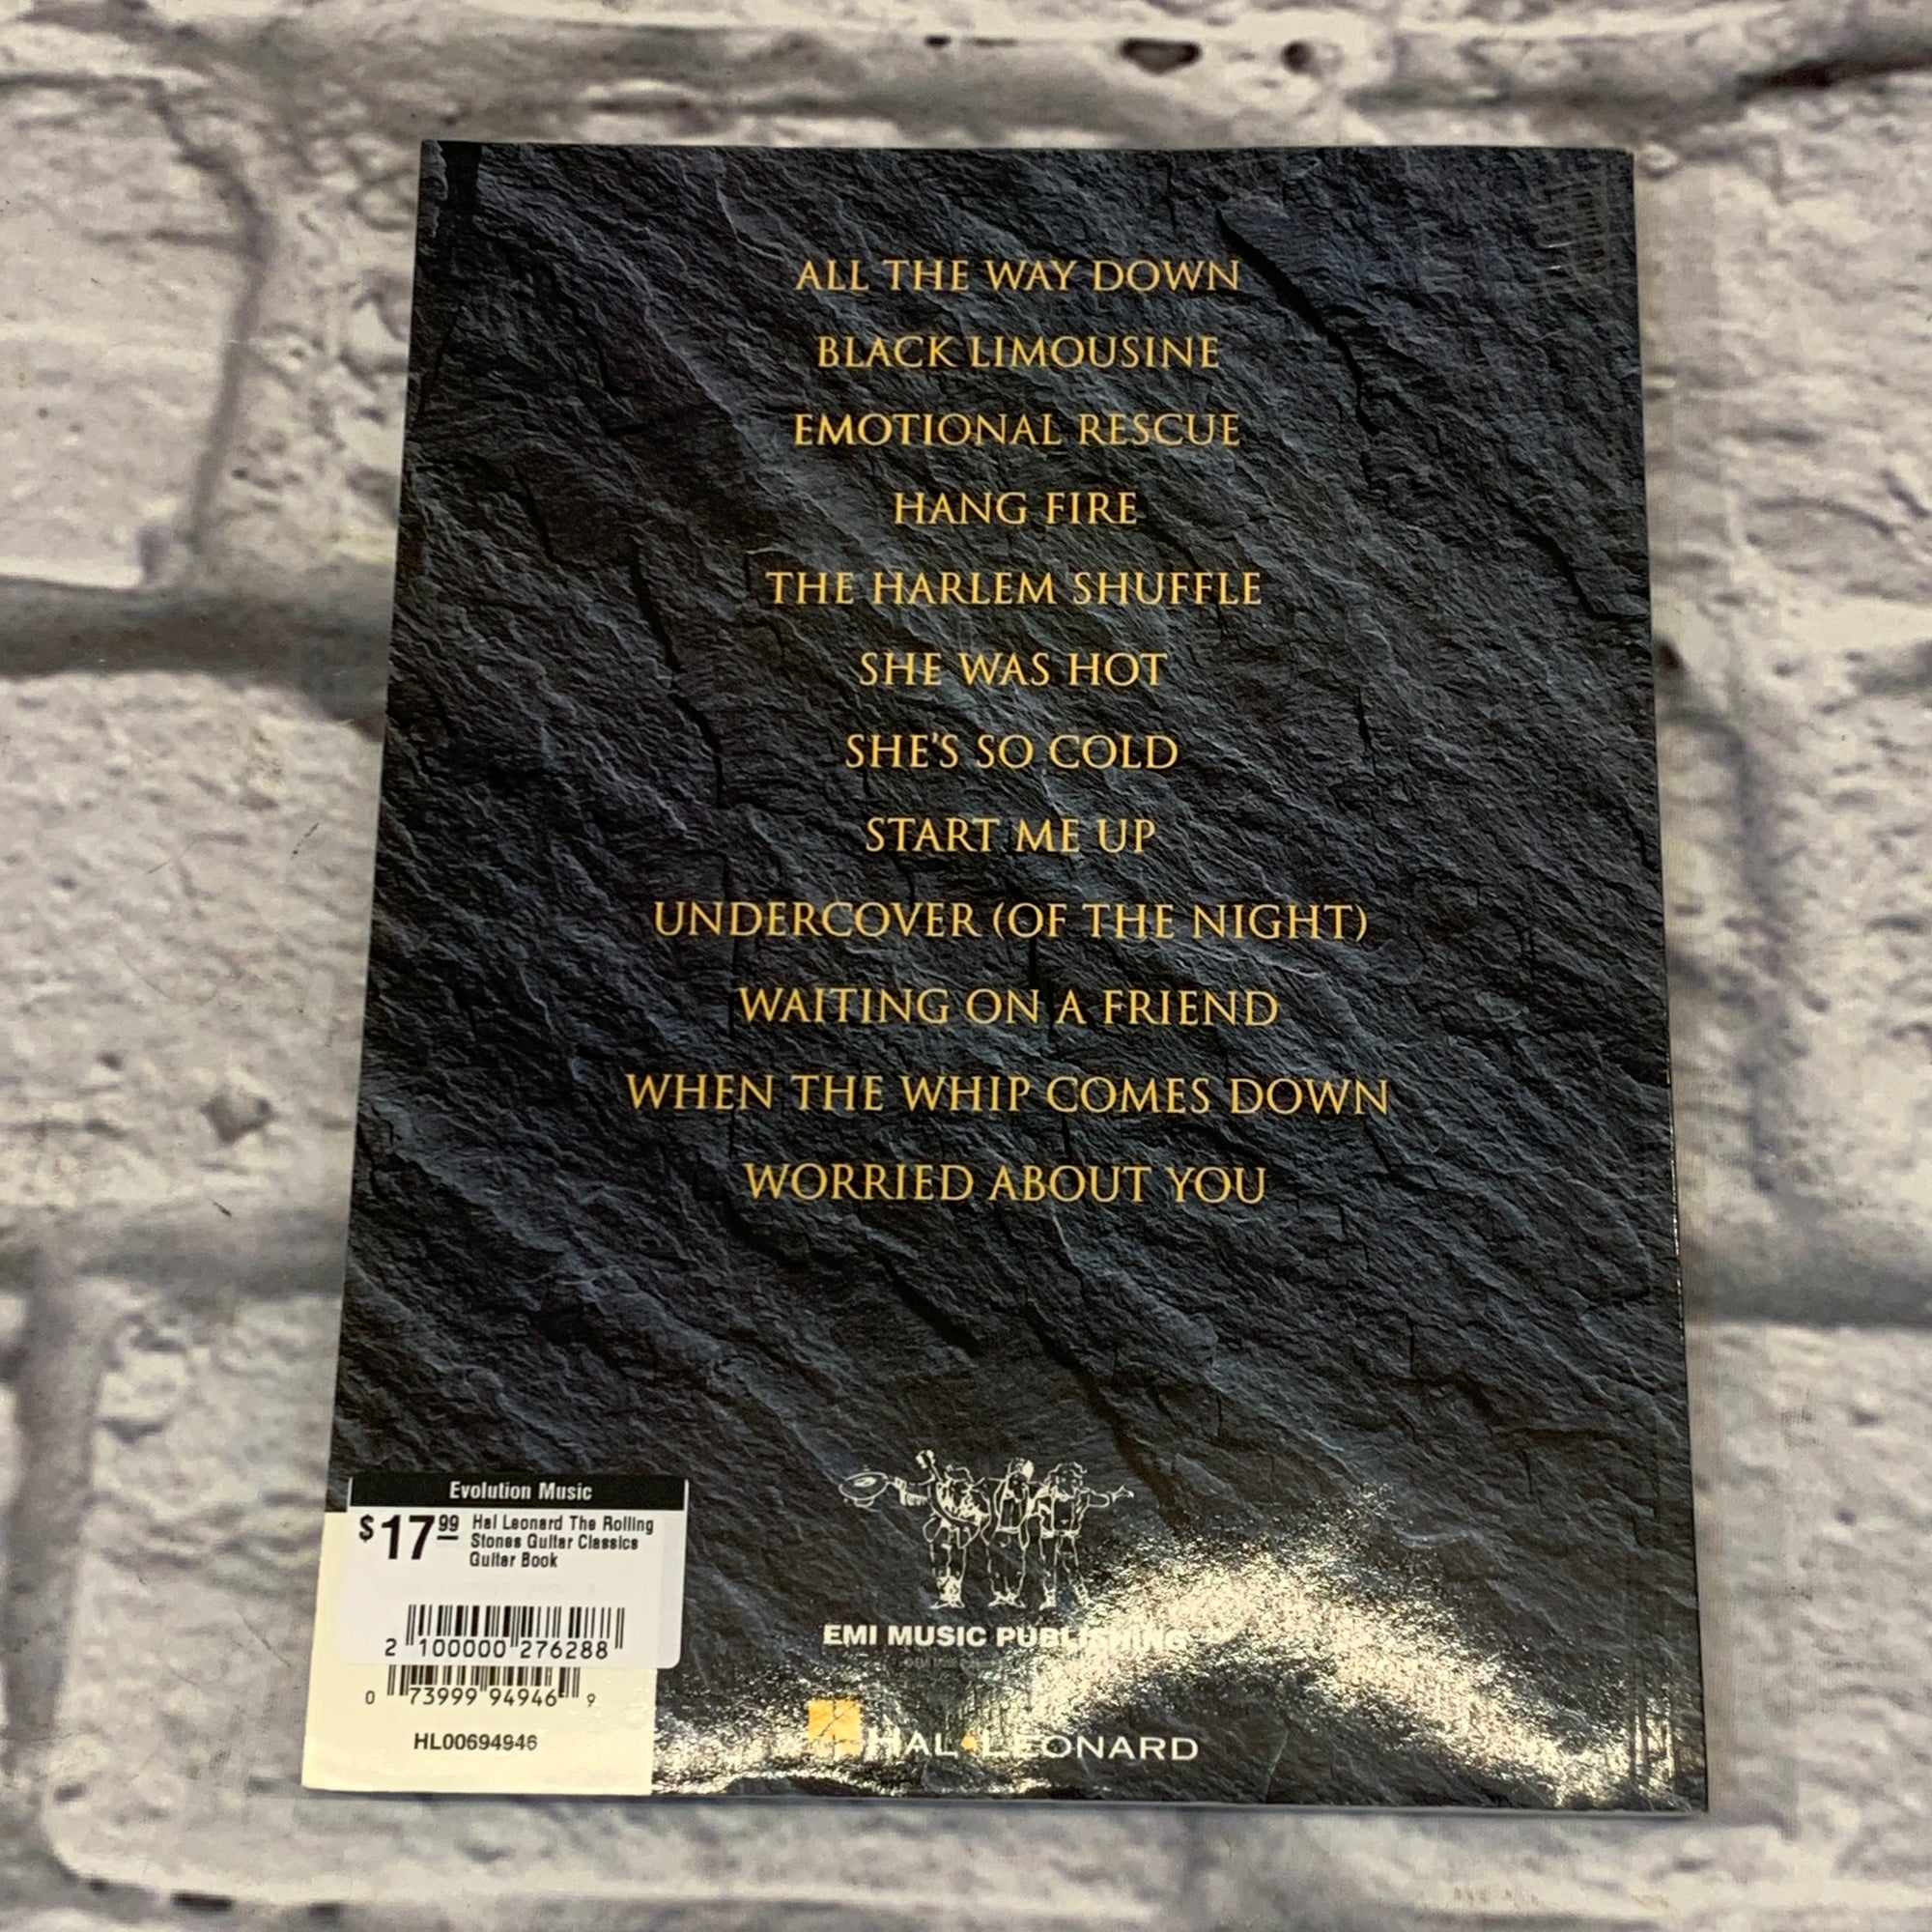 ALL THE WAY DOWN
BLACK LIMOUSINE
EMOTIONAL RESCUE
HANG FIRE
THE HARLEM SHUFFLE
SHE WAS HOT
SHE'S SO COLD
START ME UP
UNDERCOVER (OF THE NIGHT)
WAITING ON A FRIEND
WHEN THE WHIP COMES DOWN
WORRIED ABOUT YOU
Evolution Music
$17.99
Hal Leonard The Rolling
Stones Guitar Classics
Guitar Book
2 100000 276288
0 73999 94946 9
HL00694946
EMI MUSIC PUBLISHING
HAL•LEONARD